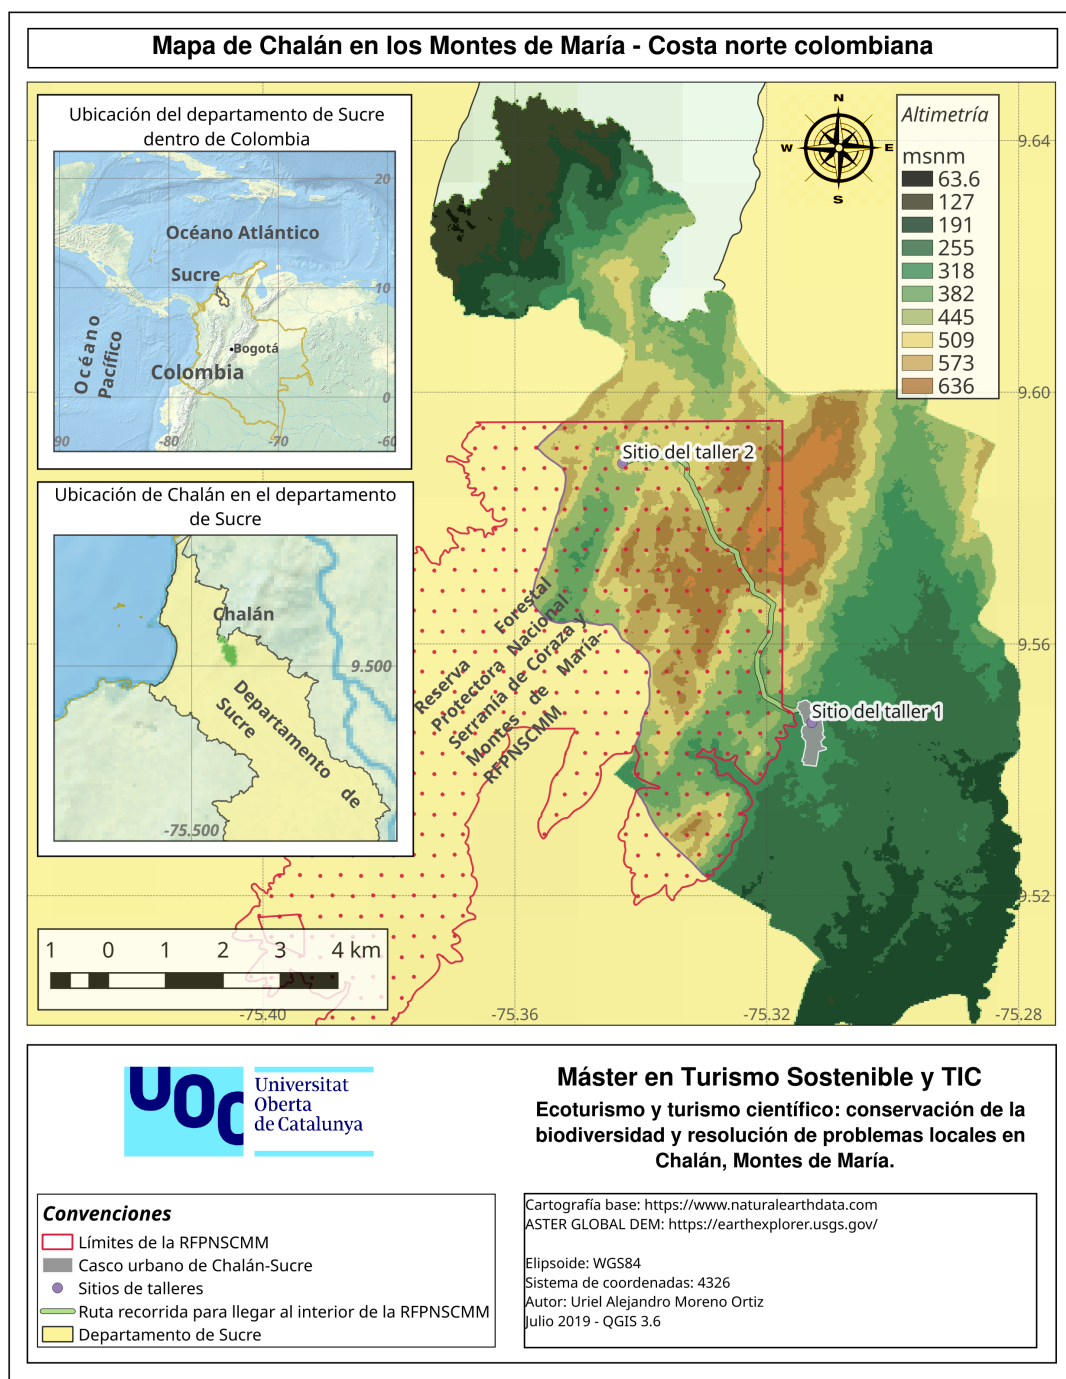 Mapa de Chalán en los Montes de María - Costa norte colombiana
Ubicación del departamento de Sucre
dentro de Colombia
20
Océano Atlántico
Sucre
10
Océano
Pacífico
Bogotá
Colombia
0
90
-80
-70
-60
Ubicación de Chalán en el departamento
de Sucre
Chalán
9.500
Departamento de
Sucre
-75.500
N
W
E
S
Altimetría
msnm
63.6
127
191
255
318
382
445
509
573
636
9.64
9.60
9.56
9.52
Sitio del taller 2
Sitio del taller 1
Reserva Forestal
Protectora Nacional
Serranía de Coraza y
Montes de María-
RFPNSCMM
1 0 1 2 3 4 km
-75.40
-75.36
-75.32
-75.28
UOC
Universitat
Oberta
de Catalunya
Máster en Turismo Sostenible y TIC
Ecoturismo y turismo científico: conservación de la
biodiversidad y resolución de problemas locales en
Chalán, Montes de María.
Convenciones
Límites de la RFPNSCMM
Casco urbano de Chalán-Sucre
Sitios de talleres
Ruta recorrida para llegar al interior de la RFPNSCMM
Departamento de Sucre
Cartografía base: https://www.naturalearthdata.com
ASTER GLOBAL DEM: https://earthexplorer.usgs.gov/
Elipsoide: WGS84
Sistema de coordenadas: 4326
Autor: Uriel Alejandro Moreno Ortiz
Julio 2019 - QGIS 3.6